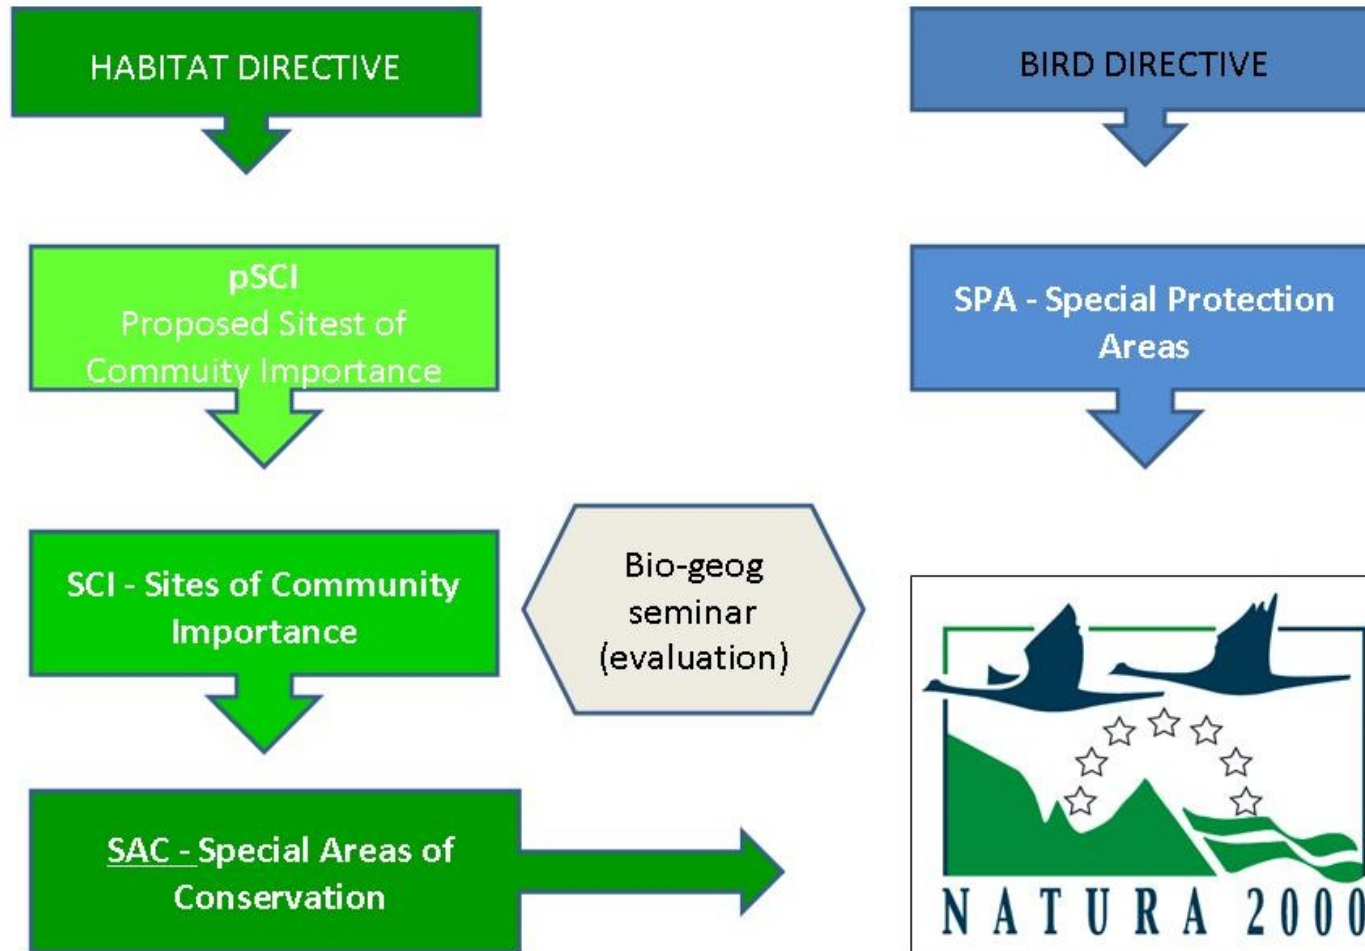 HABITAT DIRECTIVE
BIRD DIRECTIVE
pSCI
Proposed Sitest of
Commuity Importance
SPA - Special Protection
Areas
SCI - Sites of Community
Importance
Bio-geog
seminar
(evaluation)
SAC - Special Areas of
Conservation
NATURA 2000